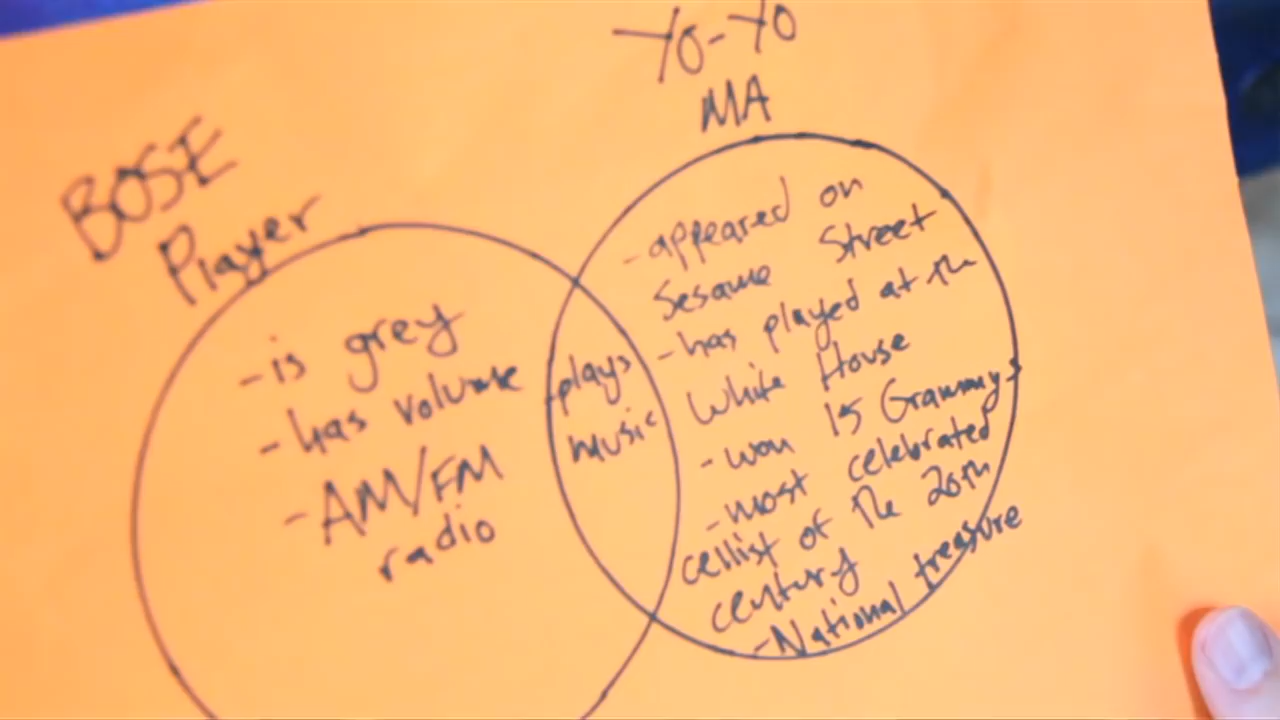 YO-YO
MA
BOSE
Player
- is grey
- has volume
- AM/FM
radio
- plays
music
- appeared on
Sesame Street
- has played at the
White House
- won 15 Grammys
- most celebrated
cellist of the 20th
century
- National treasure